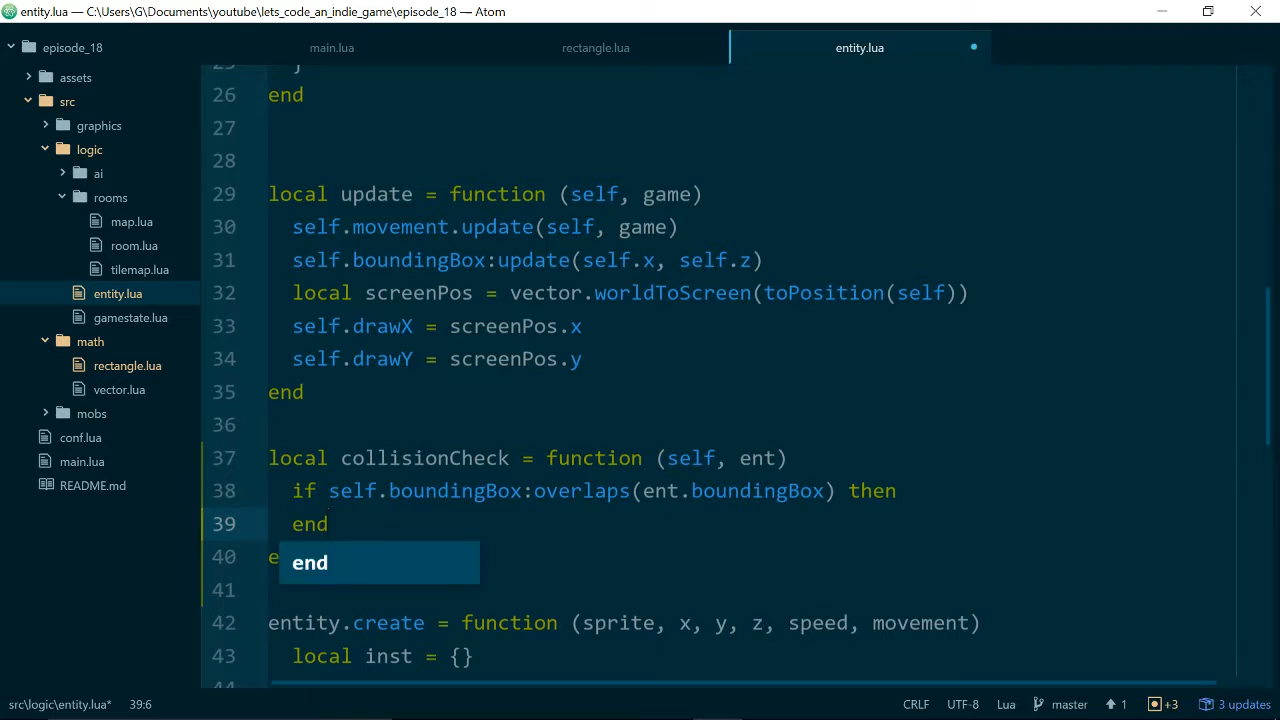 entity.lua — C:\Users\G\Documents\youtube\lets_code_an_indie_game\episode_18 — Atom
episode_18
main.lua
rectangle.lua
entity.lua
assets
src
graphics
logic
ai
rooms
map.lua
room.lua
tilemap.lua
entity.lua
gamestate.lua
math
rectangle.lua
vector.lua
mobs
conf.lua
main.lua
README.md
25 }
26 end
27
28
29 local update = function (self, game)
30 self.movement.update(self, game)
31 self.boundingBox:update(self.x, self.z)
32 local screenPos = vector.worldToScreen(toPosition(self))
33 self.drawX = screenPos.x
34 self.drawY = screenPos.y
35 end
36
37 local collisionCheck = function (self, ent)
38 if self.boundingBox:overlaps(ent.boundingBox) then
39 end
40 e
end
41
42 entity.create = function (sprite, x, y, z, speed, movement)
43 local inst = {}
44
src\logic\entity.lua* 39:6 CRLF UTF-8 Lua master 1 +3 3 updates